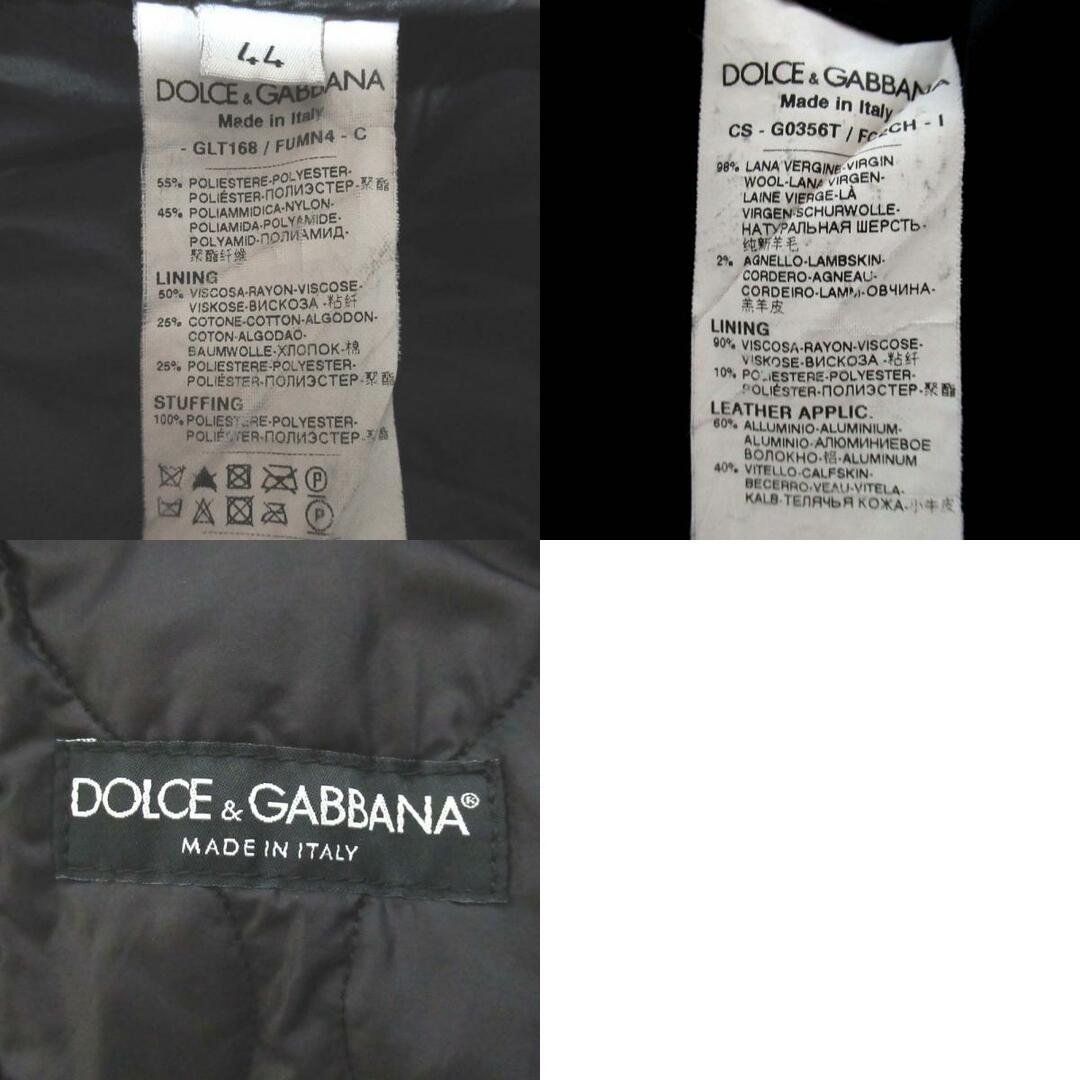 44
DOLCE & GABBANA
Made in Italy
- GLT168 / FUMN4 - C
55% POLIESTERE-POLYESTER-
POLIÉSTER-ПОЛИЭСТЕР-聚酯
45% POLIAMMIDICA-NYLON-
POLIAMIDA-POLYAMIDE-
POLYAMID-ПОЛИАМИД-
聚酰纤维
LINING
50% VISCOSA-RAYON-VISCOSE-
VISKOSE-ВИСКОЗА-粘纤
25% COTONE-COTTON-ALGODON-
COTON-ALGODAO-
BAUMWOLLE-ХЛОПОК-棉
25% POLIESTERE-POLYESTER-
POLIÉSTER-ПОЛИЭСТЕР-聚酯
STUFFING
100% POLIESTERE-POLYESTER-
POLIÉSTER-ПОЛИЭСТЕР-聚酯
P
P
DOLCE & GABBANA
Made in Italy
CS - G0356T / - I
98% LANA VERGINE-VIRGIN
WOOL-LANA VIRGEN-
LAINE VIERGE-LÀ
VIRGEN-SCHURWOLLE-
НАТУРАЛЬНАЯ ШЕРСТЬ-
纯新羊毛
2% AGNELLO-LAMBSKIN-
CORDERO-AGNEAU-
CORDEIRO-LAMM-ОВЧИНА-
羔羊皮
LINING
90% VISCOSA-RAYON-VISCOSE-
VISKOSE-ВИСКОЗА-粘纤
10% POLIESTERE-POLYESTER-
POLIÉSTER-ПОЛИЭСТЕР-聚酯
LEATHER APPLIC.
60% ALLUMINIO-ALUMINIUM-
ALUMINIO-АЛЮМИНИЕВОЕ
ВОЛОКНО-铝-ALUMINUM
40% VITELLO-CALFSKIN-
BECERRO-VEAU-VITELA-
KALB-ТЕЛЯЧЬЯ КОЖА-小牛皮
DOLCE & GABBANA®
MADE IN ITALY